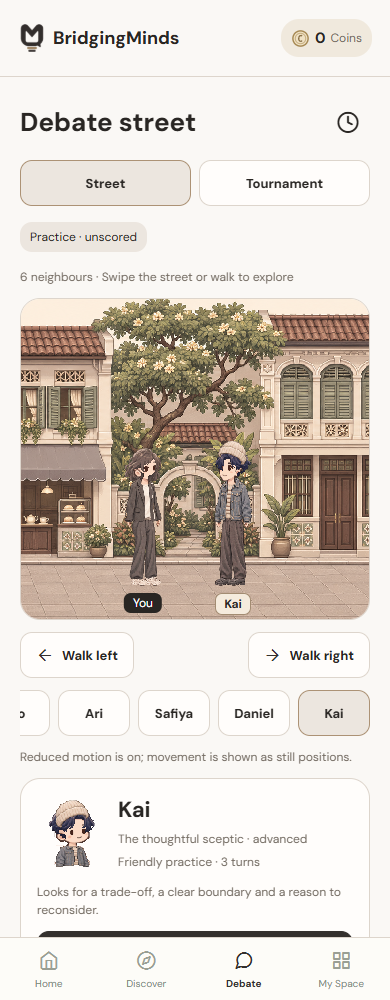 BridgingMinds
C 0 Coins
Debate street
Street
Tournament
Practice · unscored
6 neighbours · Swipe the street or walk to explore
You
Kai
Walk left
Walk right
o
Ari
Safiya
Daniel
Kai
Reduced motion is on; movement is shown as still positions.
Kai
The thoughtful sceptic · advanced
Friendly practice · 3 turns
Looks for a trade-off, a clear boundary and a reason to
reconsider.
Home
Discover
Debate
My Space